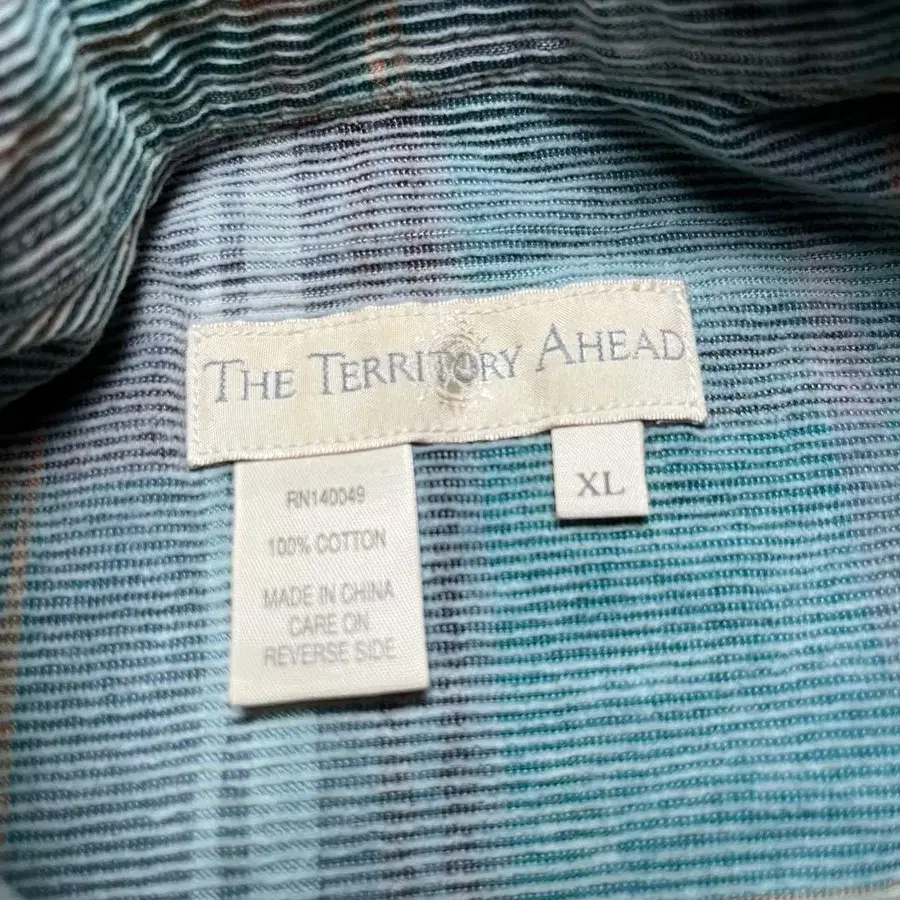 THE TERRITORY AHEAD
XL
RN140049
100% COTTON
MADE IN CHINA
CARE ON
REVERSE SIDE